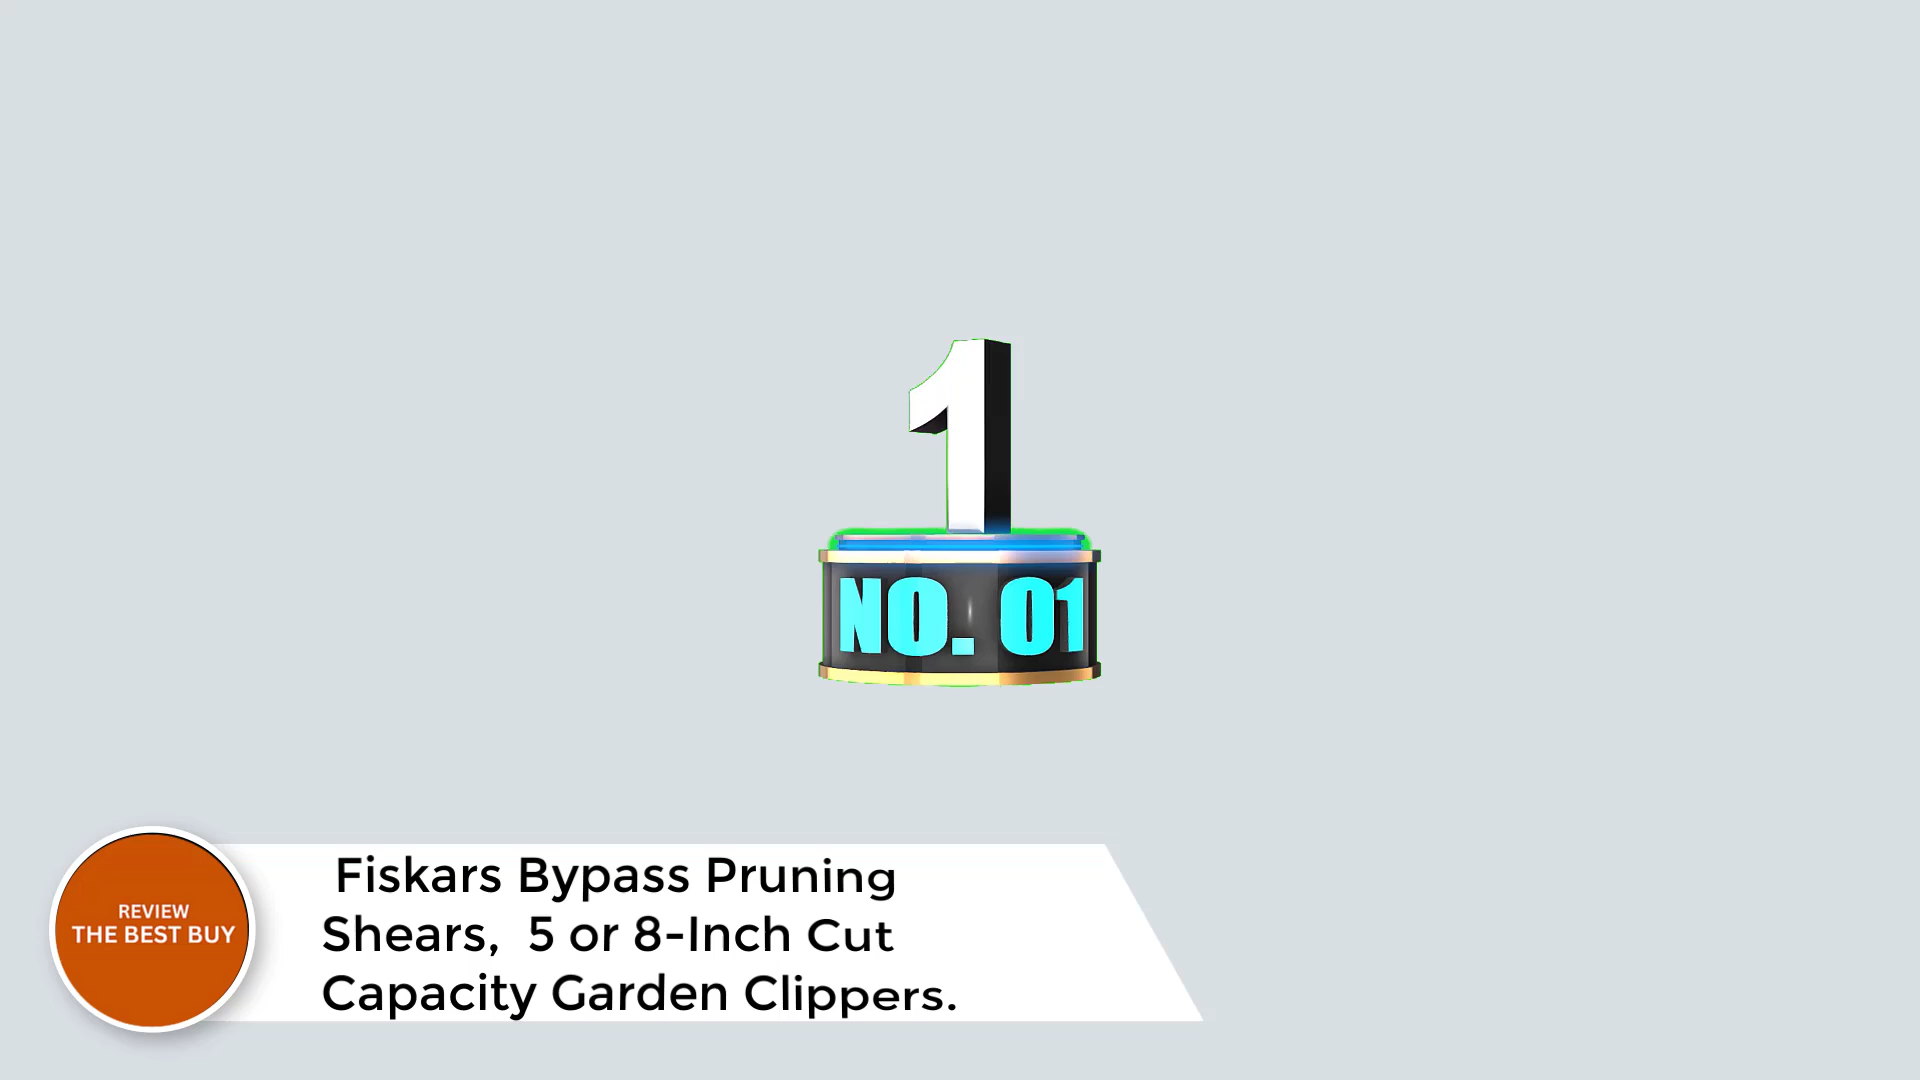 1
NO. 01
REVIEW
THE BEST BUY
Fiskars Bypass Pruning
Shears,  5 or 8-Inch Cut
Capacity Garden Clippers.